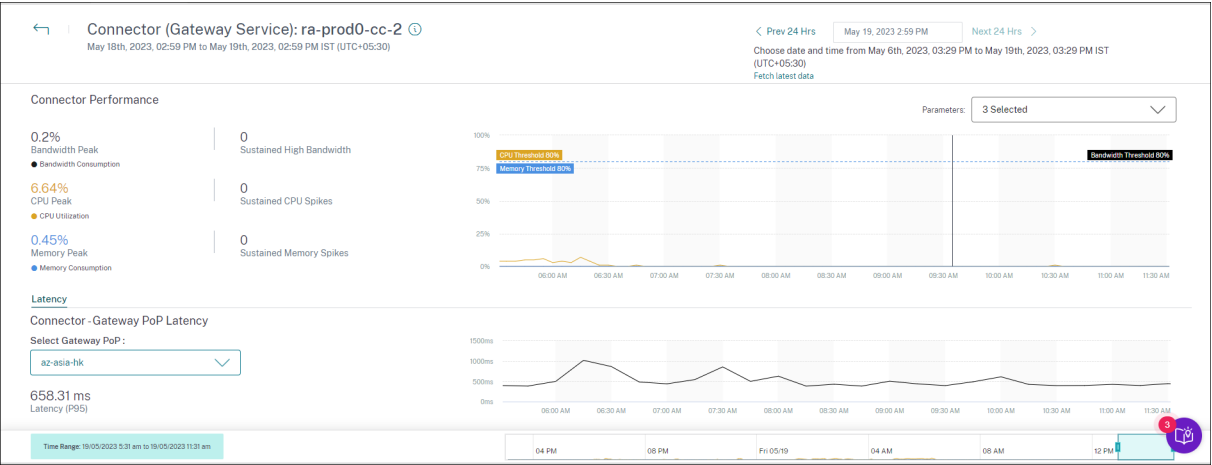 Connector (Gateway Service): ra-prod0-cc-2
May 18th, 2023, 02:59 PM to May 19th, 2023, 02:59 PM IST (UTC+05:30)
Prev 24 Hrs
May 19, 2023 2:59 PM
Next 24 Hrs
Choose date and time from May 6th, 2023, 03:29 PM to May 19th, 2023, 03:29 PM IST
(UTC+05:30)
Fetch latest data
Connector Performance
Parameters:
3 Selected
0.2%
Bandwidth Peak
Bandwidth Consumption
0
Sustained High Bandwidth
6.64%
CPU Peak
CPU Utilization
0
Sustained CPU Spikes
0.45%
Memory Peak
Memory Consumption
0
Sustained Memory Spikes
100%
CPU Threshold 80%
Bandwidth Threshold 80%
75%
Memory Threshold 80%
50%
25%
0%
06:00 AM 06:30 AM 07:00 AM 07:30 AM 08:00 AM 08:30 AM 09:00 AM 09:30 AM 10:00 AM 10:30 AM 11:00 AM 11:30 AM
Latency
Connector - Gateway PoP Latency
Select Gateway PoP :
az-asia-hk
658.31 ms
Latency (P95)
1500ms
1000ms
500ms
0ms
06:00 AM 06:30 AM 07:00 AM 07:30 AM 08:00 AM 08:30 AM 09:00 AM 09:30 AM 10:00 AM 10:30 AM 11:00 AM 11:30 AM
3
Time Range: 19/05/2023 5:31 am to 19/05/2023 11:31 am
04 PM 08 PM Fri 05/19 04 AM 08 AM 12 PM